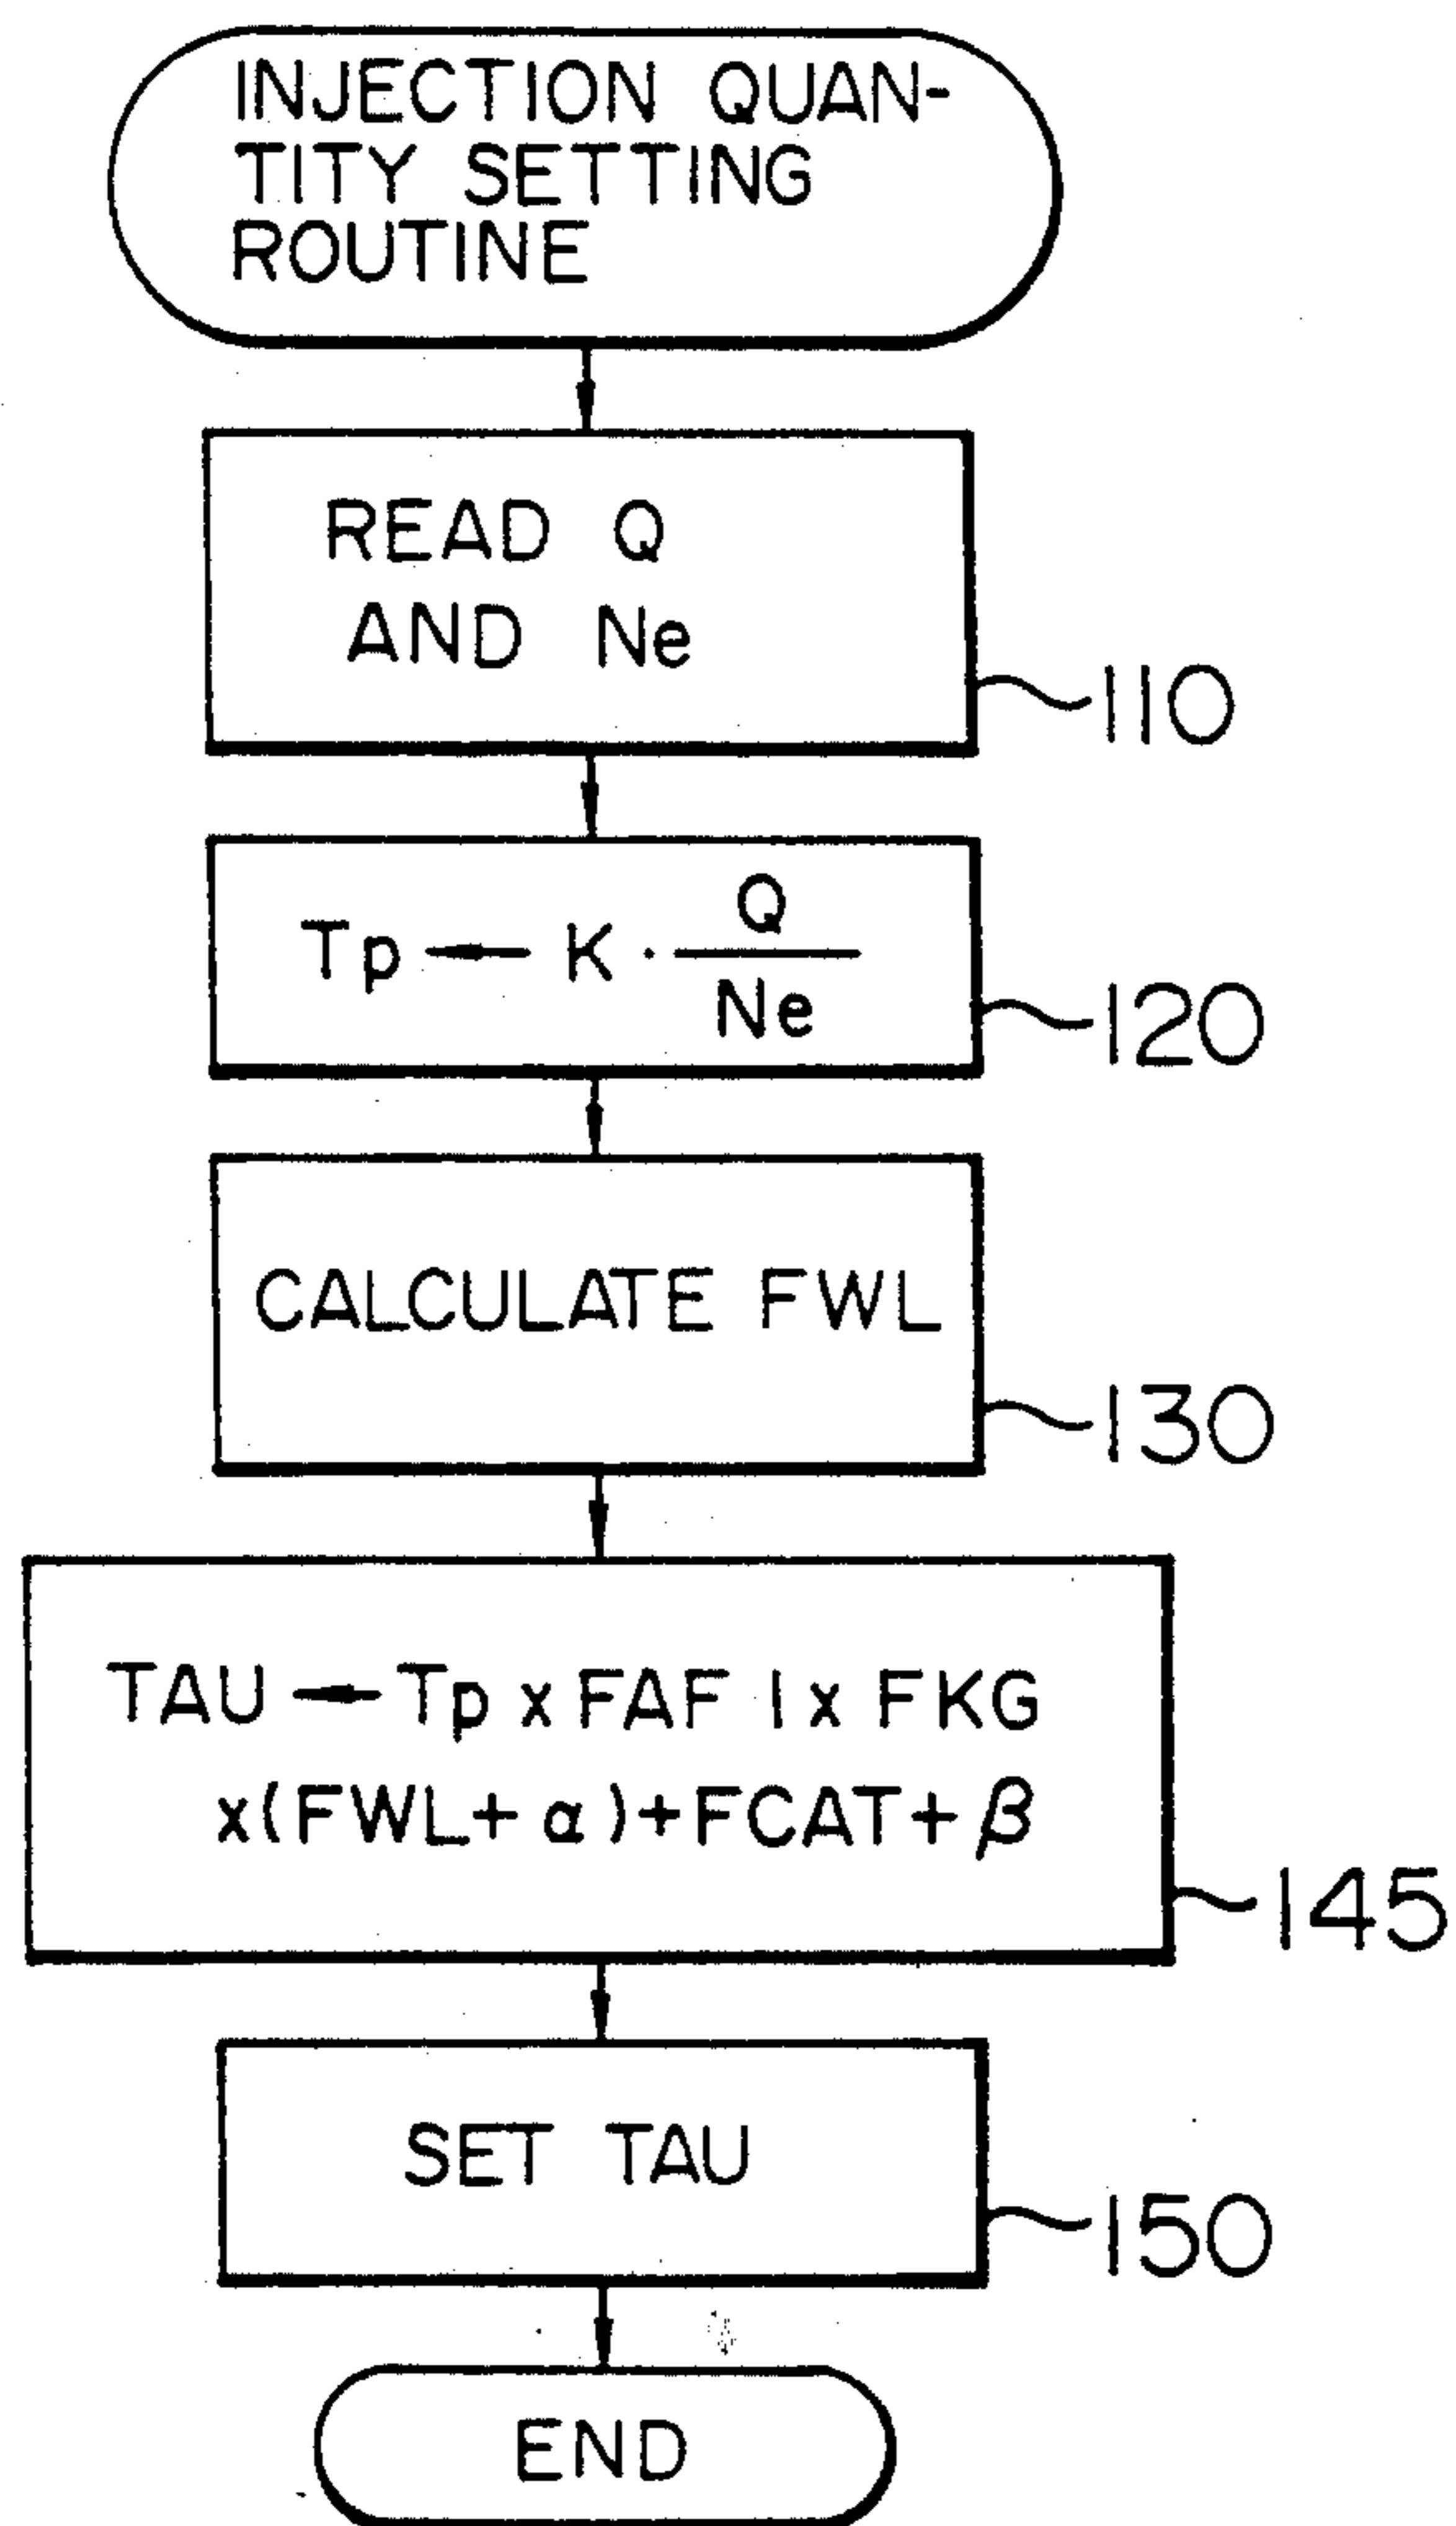 INJECTION QUAN-
TITY SETTING
ROUTINE
READ Q
AND Ne
110
Tp ← K · Q
Ne
120
CALCULATE FWL
130
TAU ← Tp x FAF 1 x FKG
x(FWL+ α)+FCAT+β
145
SET TAU
150
END